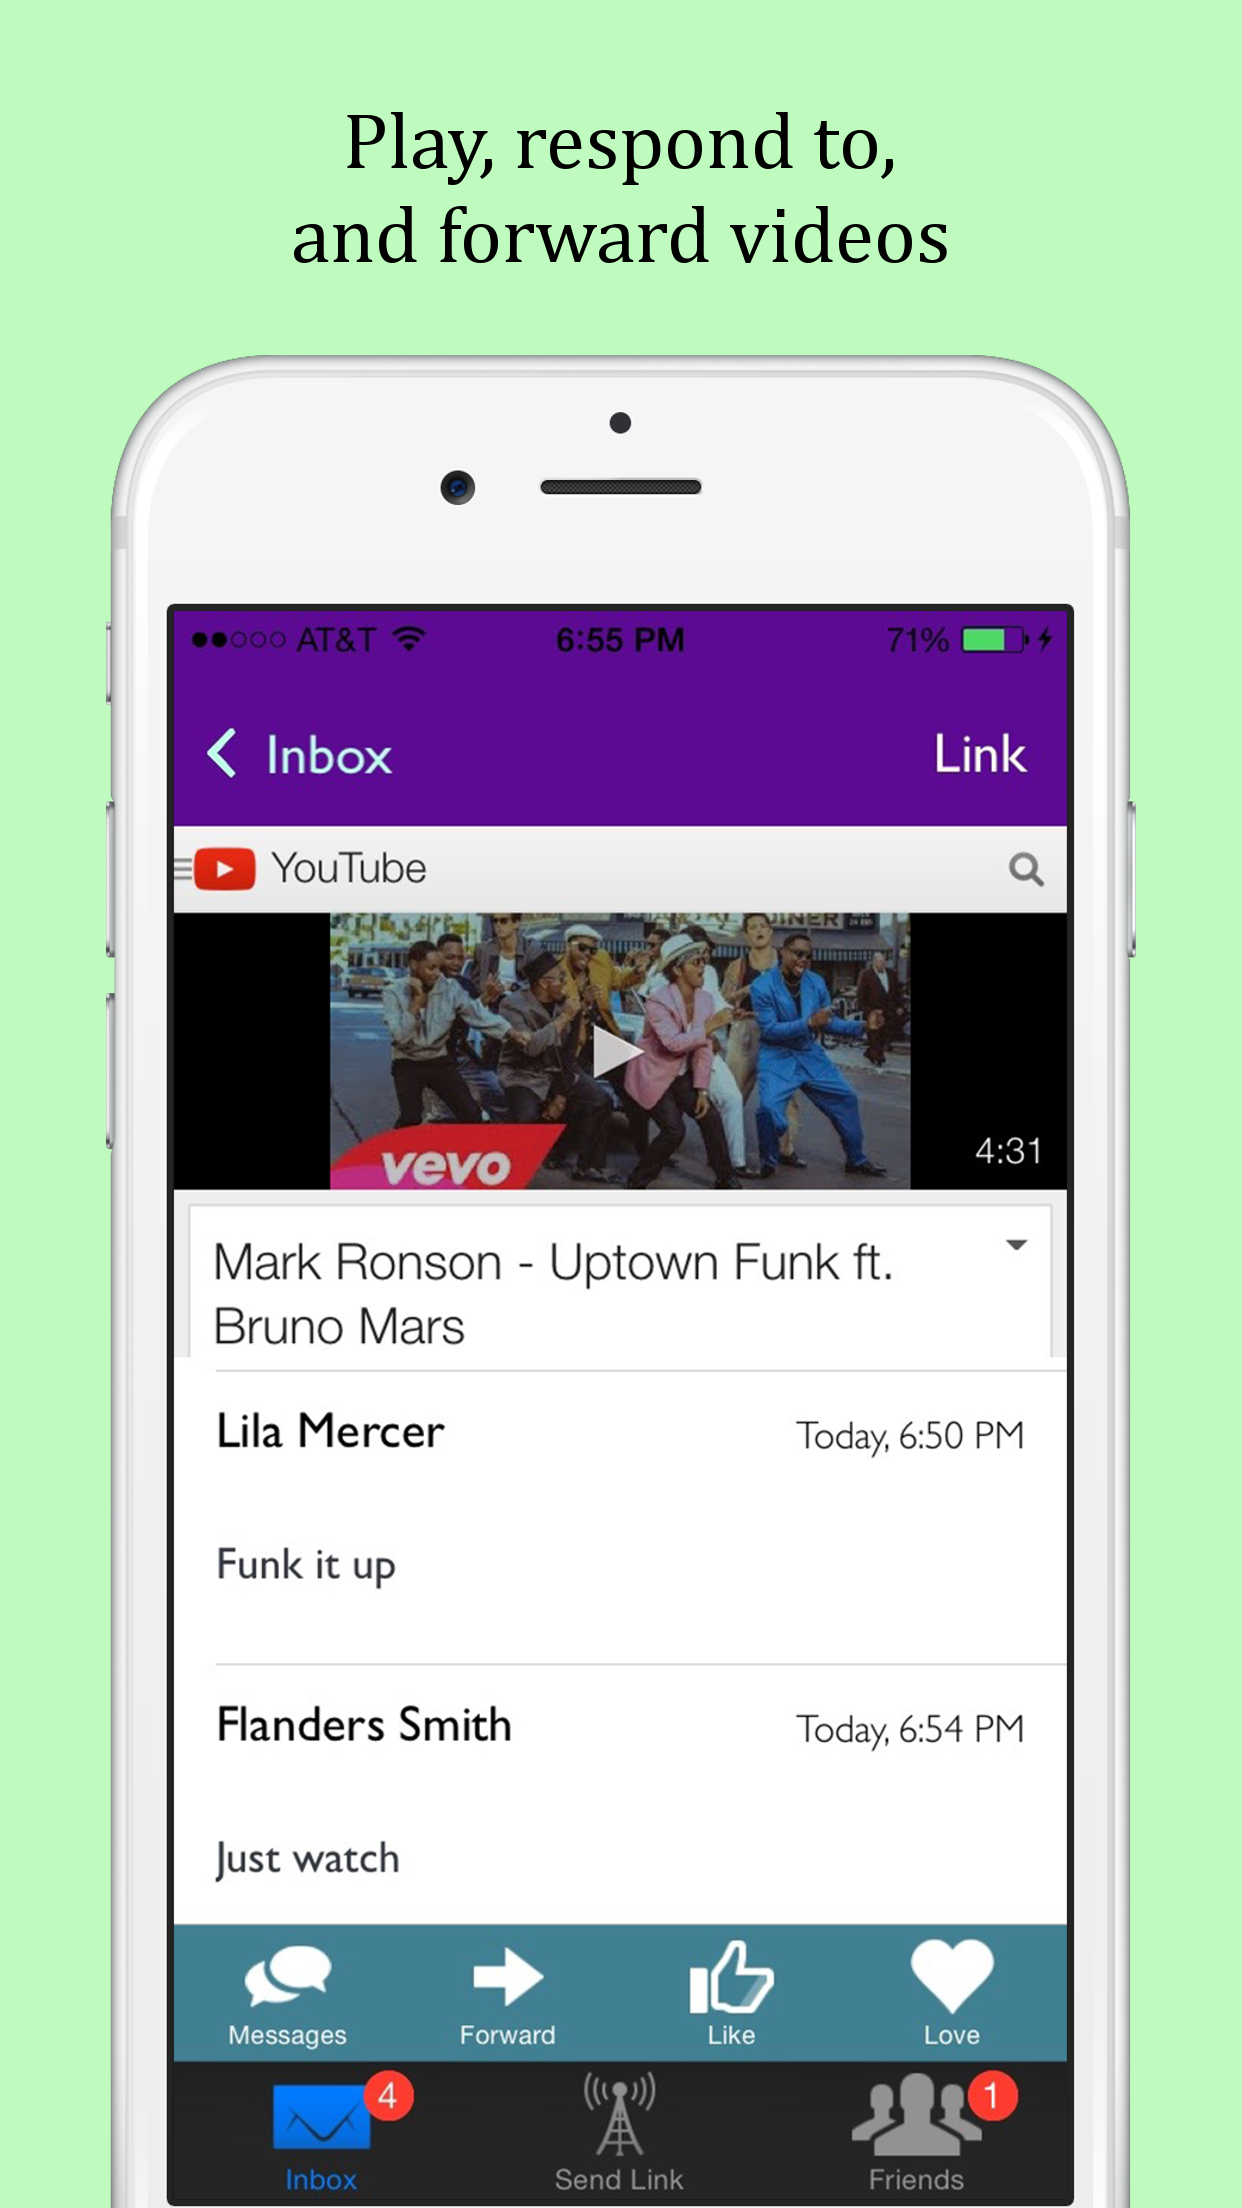 Play, respond to,
and forward videos
AT&T 6:55 PM 71%
Inbox Link
YouTube
DINER
vevo
4:31
Mark Ronson - Uptown Funk ft.
Bruno Mars
Lila Mercer Today, 6:50 PM
Funk it up
Flanders Smith Today, 6:54 PM
Just watch
Messages Forward Like Love
4 1
Inbox Send Link Friends